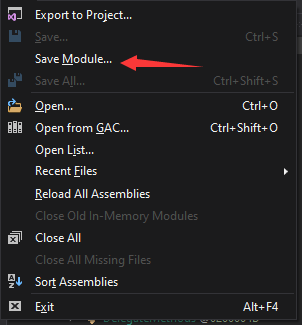 Export to Project...
Save... Ctrl+S
Save Module...
Save All... Ctrl+Shift+S
Open... Ctrl+O
Open from GAC... Ctrl+Shift+O
Open List...
Recent Files
Reload All Assemblies
Close Old In-Memory Modules
Close All
Close All Missing Files
Sort Assemblies
Exit Alt+F4